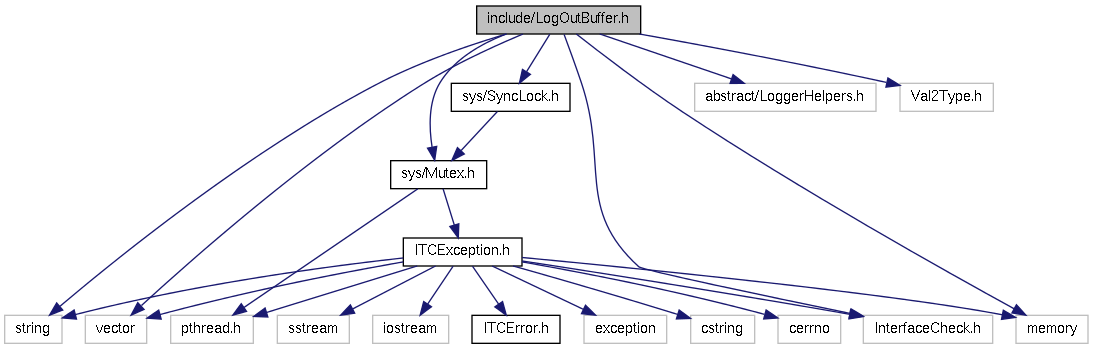 include/LogOutBuffer.h
sys/SyncLock.h
abstract/LoggerHelpers.h
Val2Type.h
sys/Mutex.h
ITCException.h
string
vector
pthread.h
sstream
iostream
ITCError.h
exception
cstring
cerrno
InterfaceCheck.h
memory